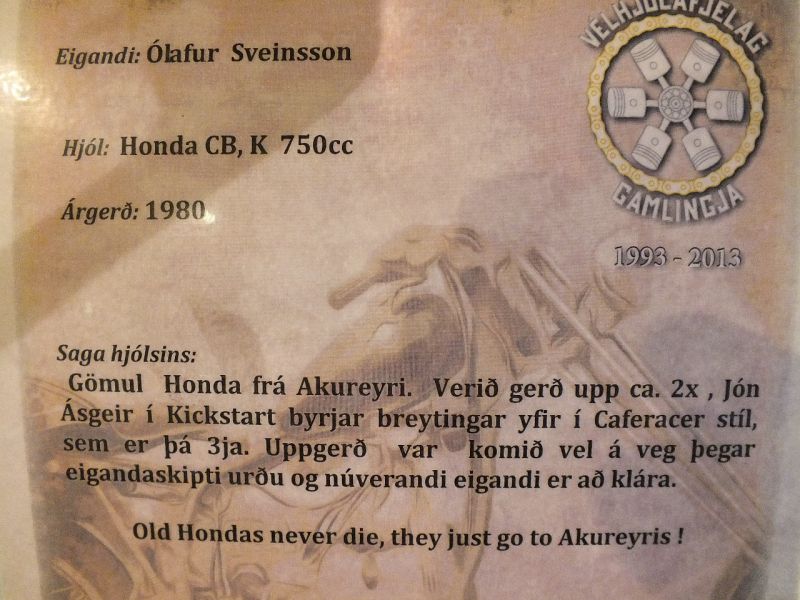 VÉLHJÓLAFJELAG
GAMLINGJA
1993 - 2013
Eigandi: Ólafur Sveinsson
Hjól: Honda CB, K 750cc
Árgerð: 1980
Saga hjólsins:
Gömul Honda frá Akureyri. Verið gerð upp ca. 2x , Jón
Ásgeir í Kickstart byrjar breytingar yfir í Caferacer stíl,
sem er þá 3ja. Uppgerð var komið vel á veg þegar
eigandaskipti urðu og núverandi eigandi er að klára.
Old Hondas never die, they just go to Akureyris !